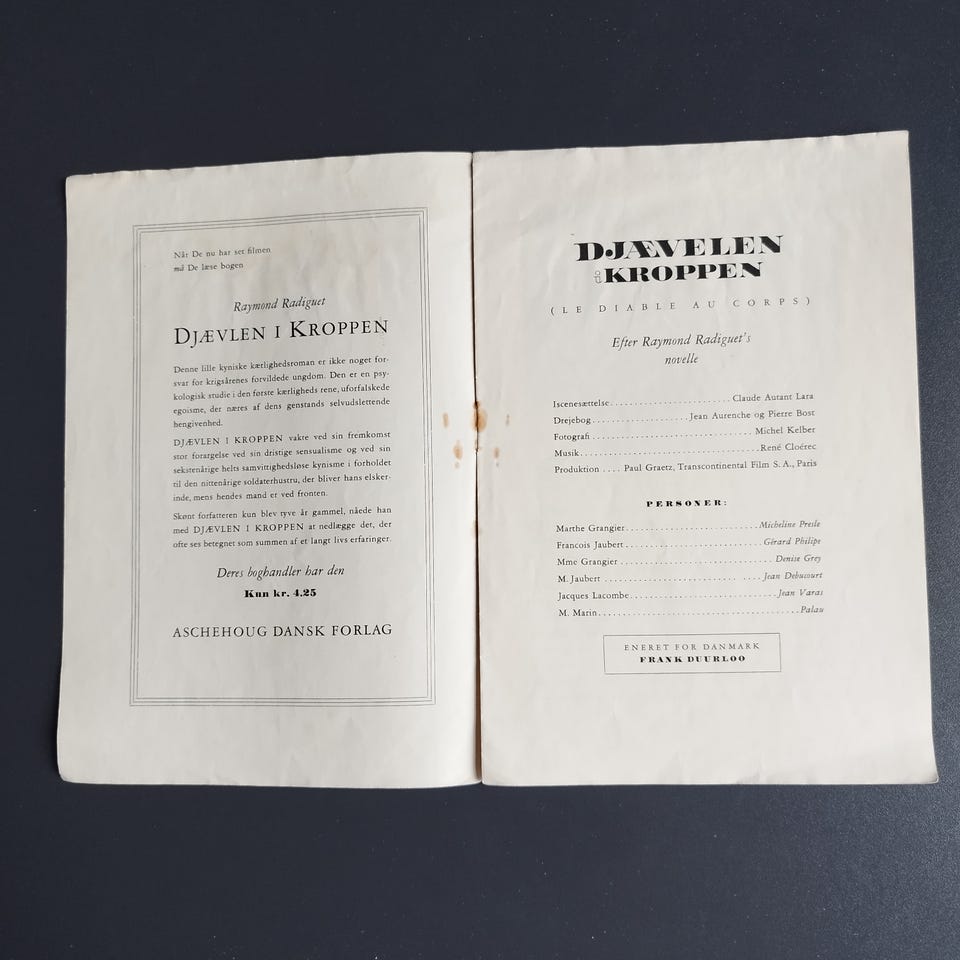 Når De nu har set filmen
må De læse bogen
Raymond Radiguet
DJÆVLEN I KROPPEN
Denne lille kyniske kærlighedsroman er ikke noget for-
svar for krigsårenes forvildede ungdom. Den er en psy-
kologisk studie i den første kærligheds rene, uforfalskede
egoisme, der næres af dens genstands selvudslettende
hengivenhed.
DJÆVLEN I KROPPEN vakte ved sin fremkomst
stor forargelse ved sin dristige sensualisme og ved sin
sekstenårige helts samvittighedsløse kynisme i forholdet
til den nittenårige soldaterhustru, der bliver hans elsker-
inde, mens hendes mand er ved fronten.
Skønt forfatteren kun blev tyve år gammel, nåede han
med DJÆVLEN I KROPPEN at nedlægge det, der
ofte ses betegnet som summen af et langt livs erfaringer.
Deres boghandler har den
Kun kr. 4.25
ASCHEHOUG DANSK FORLAG
DJÆVELEN
KROPPEN
(LE DIABLE AU CORPS)
Efter Raymond Radiguet's
novelle
Iscenesættelse.............................. Claude Autant Lara
Drejebog........................ Jean Aurenche og Pierre Bost
Fotografi.................................... Michel Kelber
Musik........................................ René Cloérec
Produktion .... Paul Graetz, Transcontinental Film S. A., Paris
PERSONER:
Marthe Grangier.............................. Micheline Presle
Francois Jaubert.............................. Gérard Philipe
Mme Grangier.................................. Denise Grey
M. Jaubert .............................. .... Jean Debucourt
Jacques Lacombe................................ Jean Varas
M. Marin........................................ Palau
ENERET FOR DANMARK
FRANK DUURLOO